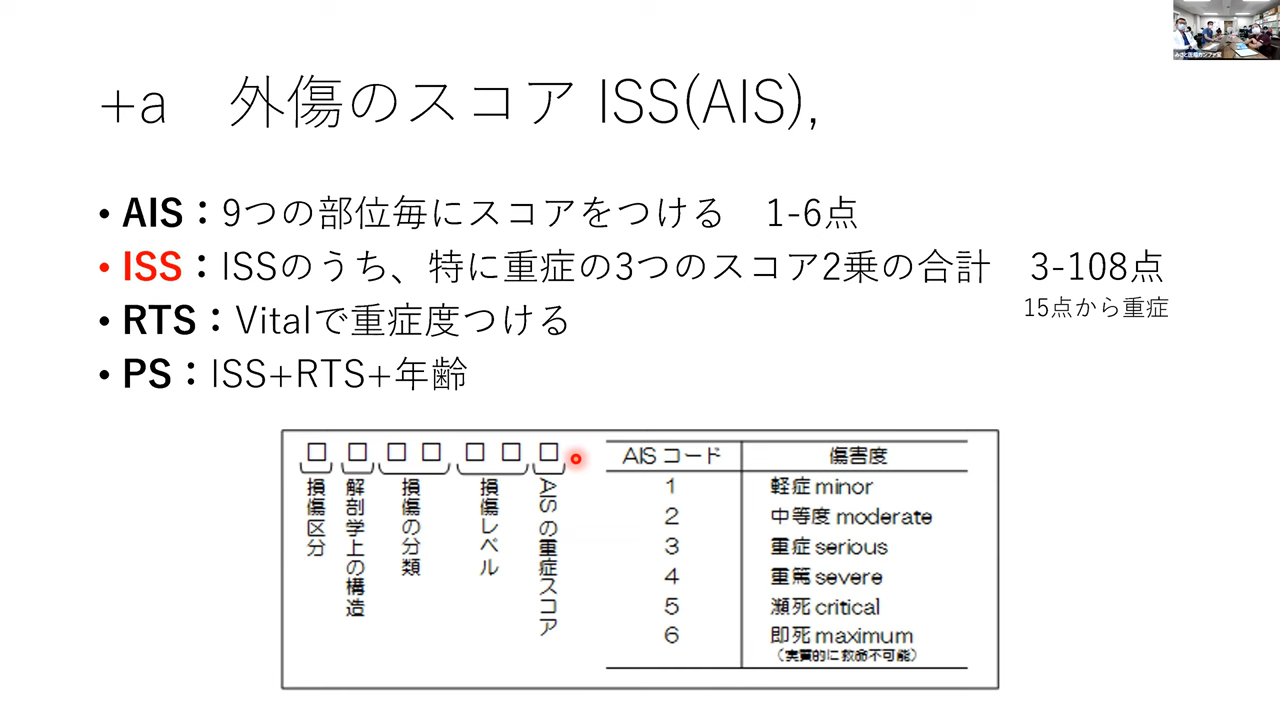 +a 外傷のスコア ISS(AIS),
• AIS：9つの部位毎にスコアをつける 1-6点
• ISS：ISSのうち、特に重症の3つのスコア2乗の合計 3-108点
15点から重症
• RTS：Vitalで重症度つける
• PS：ISS+RTS+年齢
□ □ □ □ □ □ □
損傷区分
解剖学上の構造
損傷の分類
損傷レベル
AISの重症スコア
AISコード 傷害度
1 軽症 minor
2 中等度 moderate
3 重症 serious
4 重篤 severe
5 瀕死 critical
6 即死 maximum
（実質的に救命不可能）